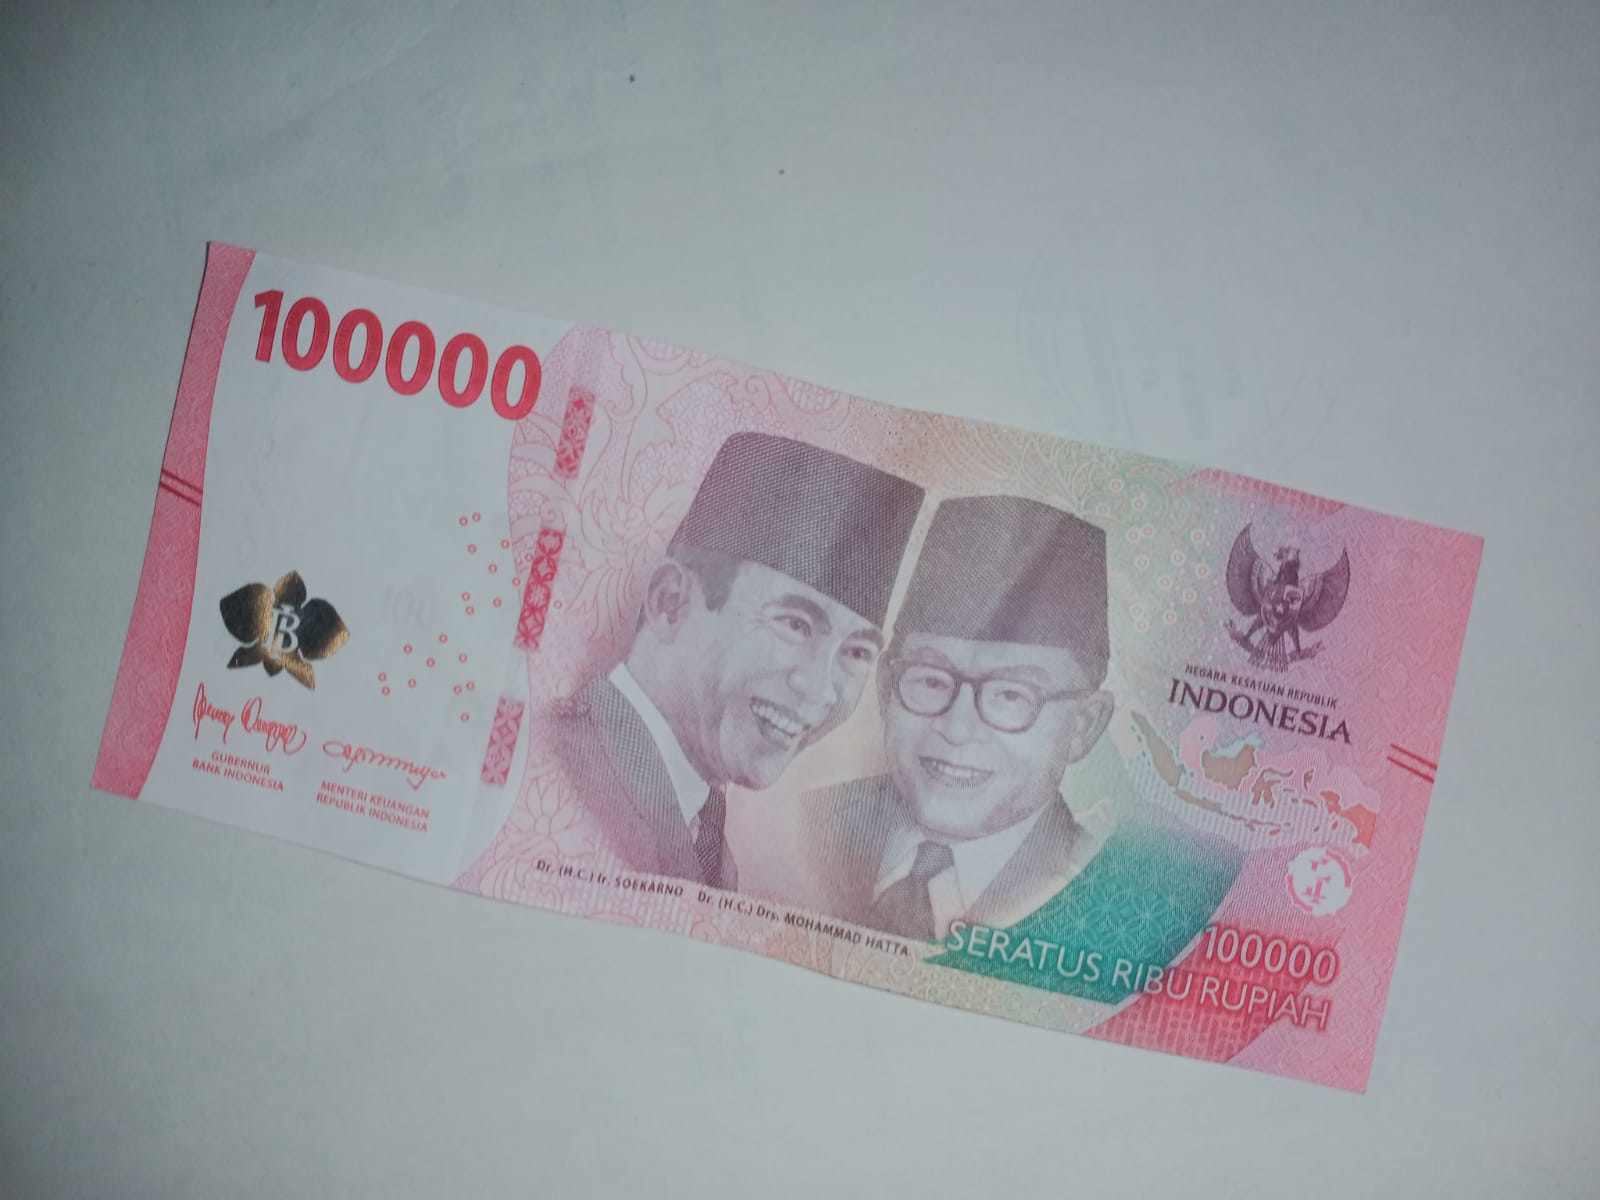 100000
B
GUBERNUR
BANK INDONESIA
MENTERI KEUANGAN
REPUBLIK INDONESIA
Dr. (H.C.) Ir. SOEKARNO
Dr. (H.C.) Drs. MOHAMMAD HATTA
NEGARA KESATUAN REPUBLIK
INDONESIA
100000
SERATUS RIBU RUPIAH
100